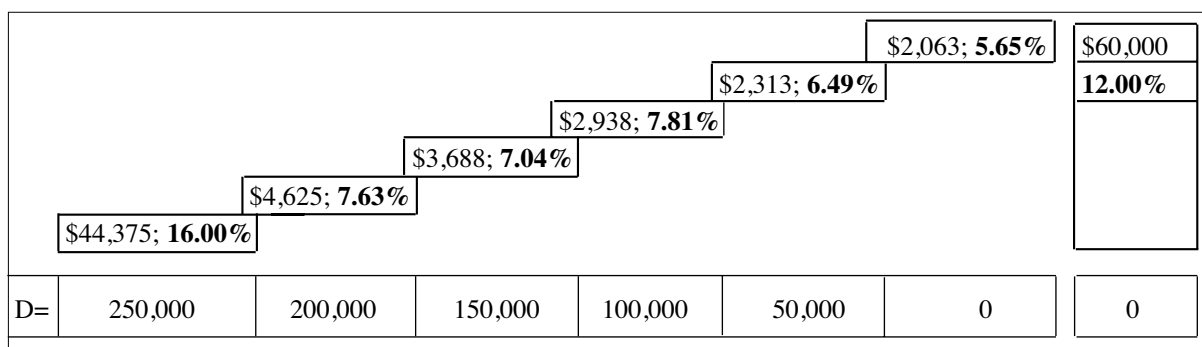 $2,063; 5.65% $60,000
$2,313; 6.49% 12.00%
$2,938; 7.81%
$3,688; 7.04%
$4,625; 7.63%
$44,375; 16.00%
D= 250,000 200,000 150,000 100,000 50,000 0 0